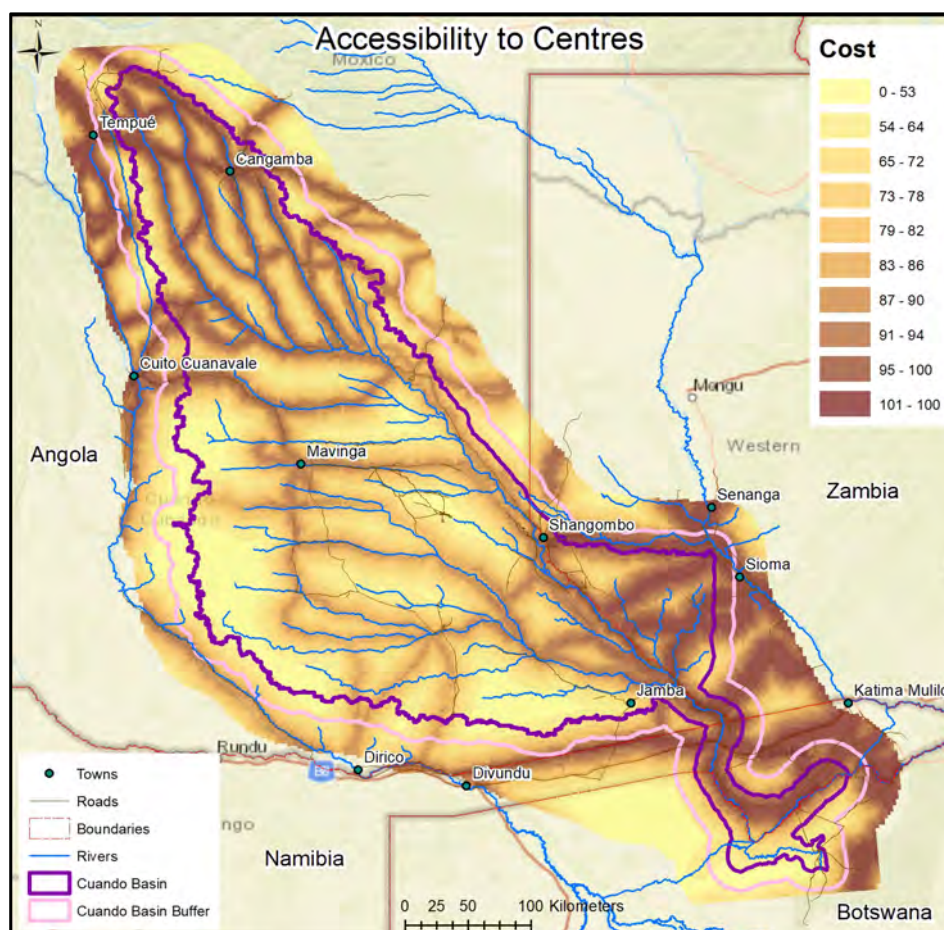 Accessibility to Centres
N
Moxico
Cost
0 - 53
54 - 64
65 - 72
73 - 78
79 - 82
83 - 86
87 - 90
91 - 94
95 - 100
101 - 100
Tempué
Cangamba
Cuito Cuanavale
Mongu
Angola
Mavinga
Western
Senanga
Zambia
Shangombo
Sioma
Jamba
Katima Mulilo
Rundu
Dirico
Divundu
Namibia
Botswana
Towns
Roads
Boundaries
Rivers
Cuando Basin
Cuando Basin Buffer
0 25 50 100 Kilometers